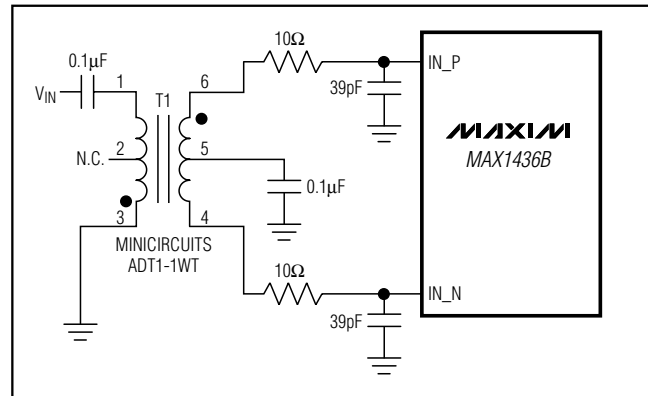 0.1μF
V_IN
1
T1
6
10Ω
39pF
IN_P
MAXIM
MAX1436B
N.C.
2
5
0.1μF
3
4
MINICIRCUITS
ADT1-1WT
10Ω
39pF
IN_N